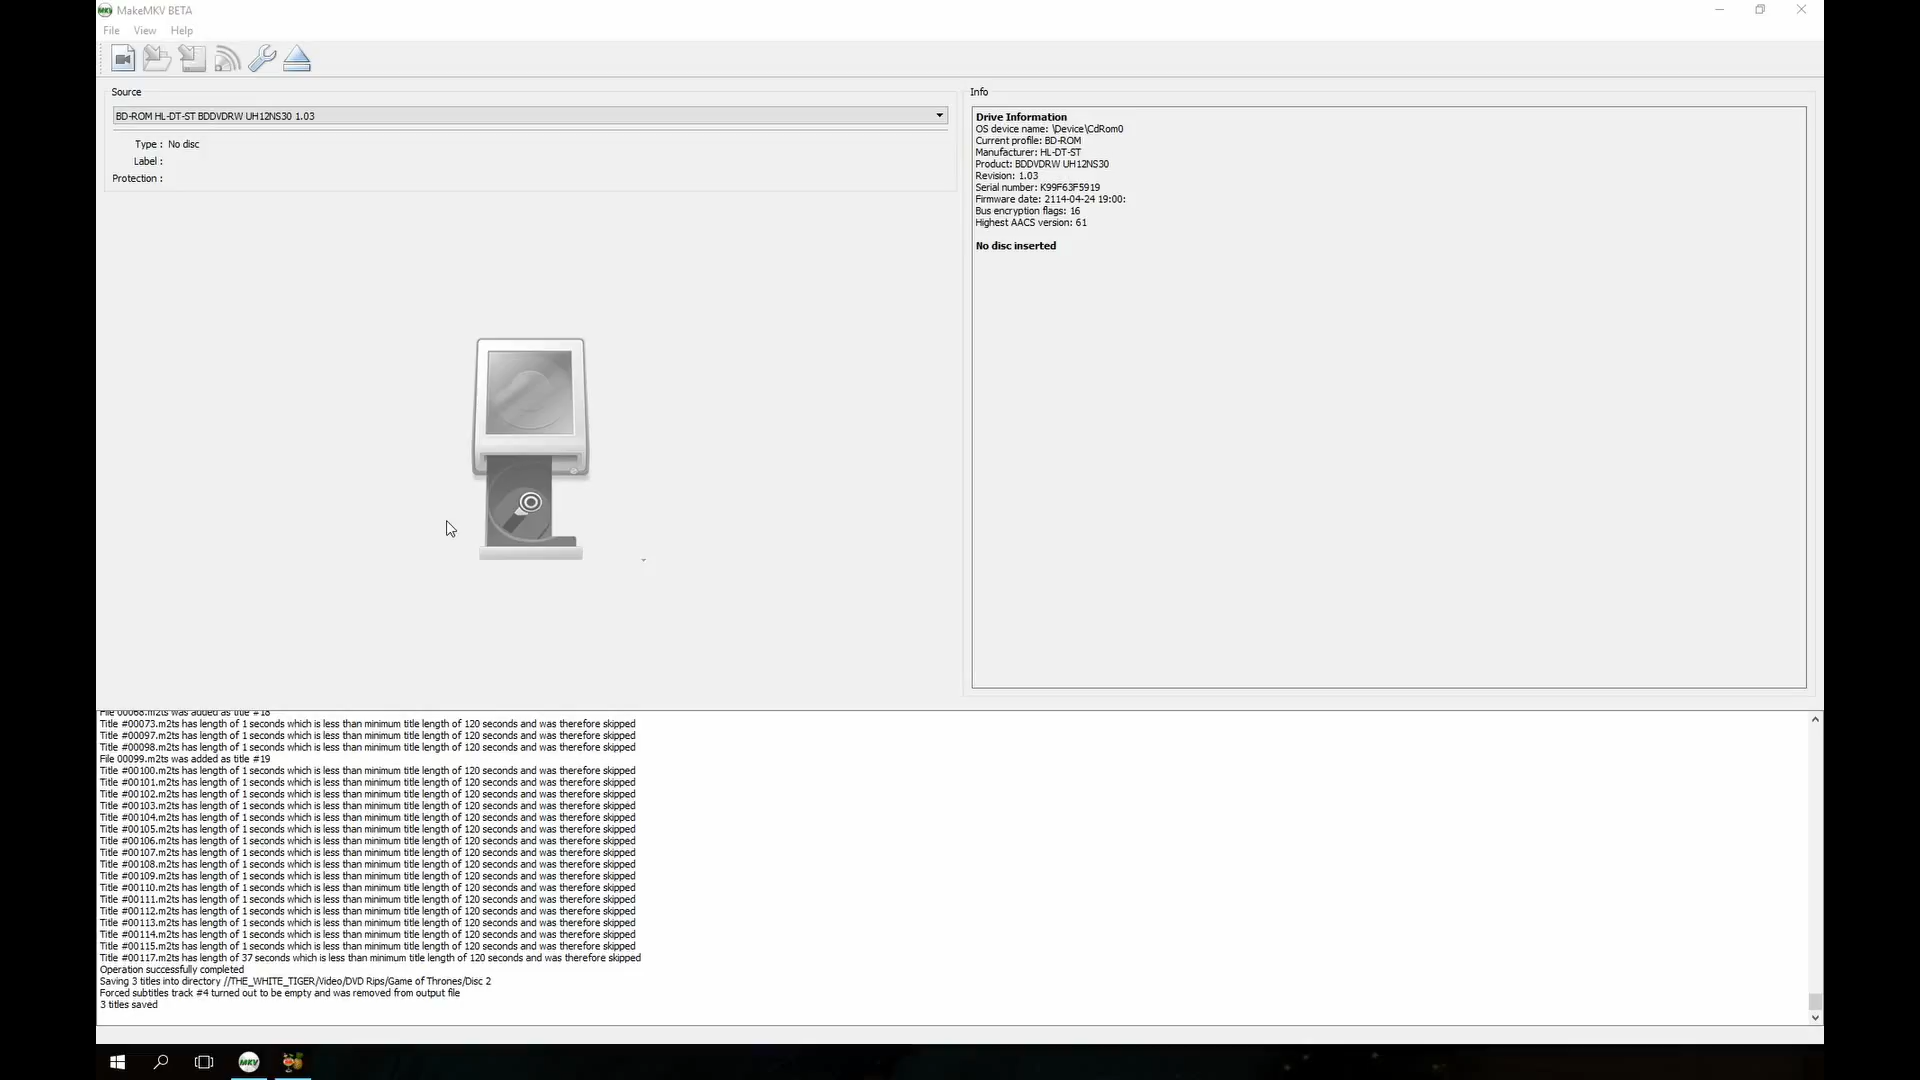 MakeMKV BETA
File View Help
Source
BD-ROM HL-DT-ST BDDVDRW UH12NS30 1.03
Type : No disc
Label :
Protection :
Info
Drive Information
OS device name: \Device\CdRom0
Current profile: BD-ROM
Manufacturer: HL-DT-ST
Product: BDDVDRW UH12NS30
Revision: 1.03
Serial number: K99F63F5919
Firmware date: 2114-04-24 19:00:
Bus encryption flags: 16
Highest AACS version: 61
No disc inserted
File 00068.m2ts was added as title #18
Title #00073.m2ts has length of 1 seconds which is less than minimum title length of 120 seconds and was therefore skipped
Title #00097.m2ts has length of 1 seconds which is less than minimum title length of 120 seconds and was therefore skipped
Title #00098.m2ts has length of 1 seconds which is less than minimum title length of 120 seconds and was therefore skipped
File 00099.m2ts was added as title #19
Title #00100.m2ts has length of 1 seconds which is less than minimum title length of 120 seconds and was therefore skipped
Title #00101.m2ts has length of 1 seconds which is less than minimum title length of 120 seconds and was therefore skipped
Title #00102.m2ts has length of 1 seconds which is less than minimum title length of 120 seconds and was therefore skipped
Title #00103.m2ts has length of 1 seconds which is less than minimum title length of 120 seconds and was therefore skipped
Title #00104.m2ts has length of 1 seconds which is less than minimum title length of 120 seconds and was therefore skipped
Title #00105.m2ts has length of 1 seconds which is less than minimum title length of 120 seconds and was therefore skipped
Title #00106.m2ts has length of 1 seconds which is less than minimum title length of 120 seconds and was therefore skipped
Title #00107.m2ts has length of 1 seconds which is less than minimum title length of 120 seconds and was therefore skipped
Title #00108.m2ts has length of 1 seconds which is less than minimum title length of 120 seconds and was therefore skipped
Title #00109.m2ts has length of 1 seconds which is less than minimum title length of 120 seconds and was therefore skipped
Title #00110.m2ts has length of 1 seconds which is less than minimum title length of 120 seconds and was therefore skipped
Title #00111.m2ts has length of 1 seconds which is less than minimum title length of 120 seconds and was therefore skipped
Title #00112.m2ts has length of 1 seconds which is less than minimum title length of 120 seconds and was therefore skipped
Title #00113.m2ts has length of 1 seconds which is less than minimum title length of 120 seconds and was therefore skipped
Title #00114.m2ts has length of 1 seconds which is less than minimum title length of 120 seconds and was therefore skipped
Title #00115.m2ts has length of 1 seconds which is less than minimum title length of 120 seconds and was therefore skipped
Title #00117.m2ts has length of 37 seconds which is less than minimum title length of 120 seconds and was therefore skipped
Operation successfully completed
Saving 3 titles into directory //THE_WHITE_TIGER/Video/DVD Rips/Game of Thrones/Disc 2
Forced subtitles track #4 turned out to be empty and was removed from output file
3 titles saved
MKV